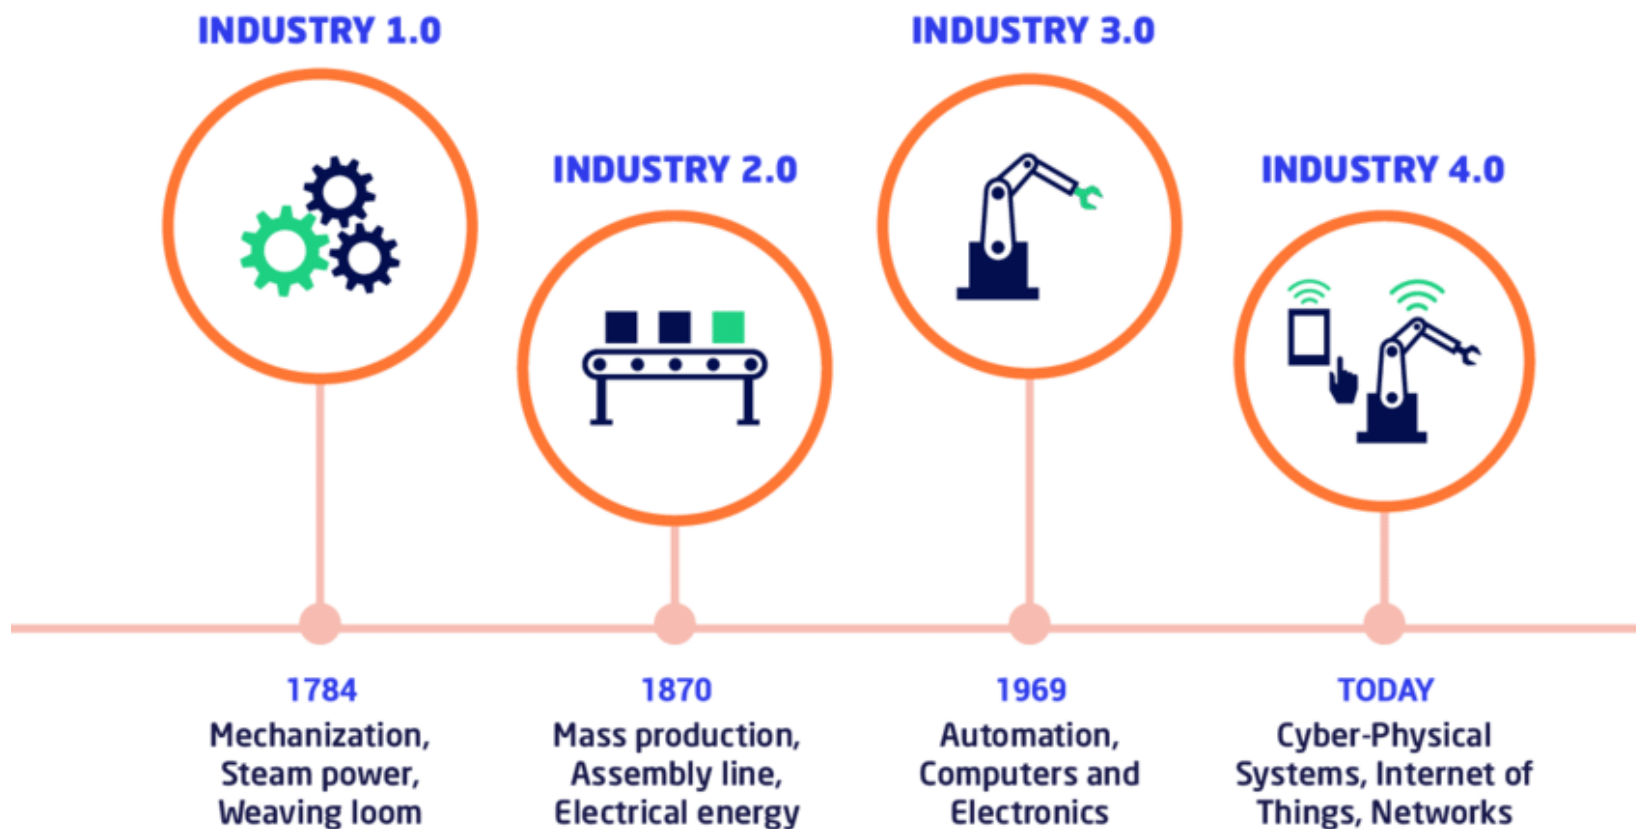 INDUSTRY 1.0
INDUSTRY 2.0
INDUSTRY 3.0
INDUSTRY 4.0
1784
Mechanization,
Steam power,
Weaving loom
1870
Mass production,
Assembly line,
Electrical energy
1969
Automation,
Computers and
Electronics
TODAY
Cyber-Physical
Systems, Internet of
Things, Networks